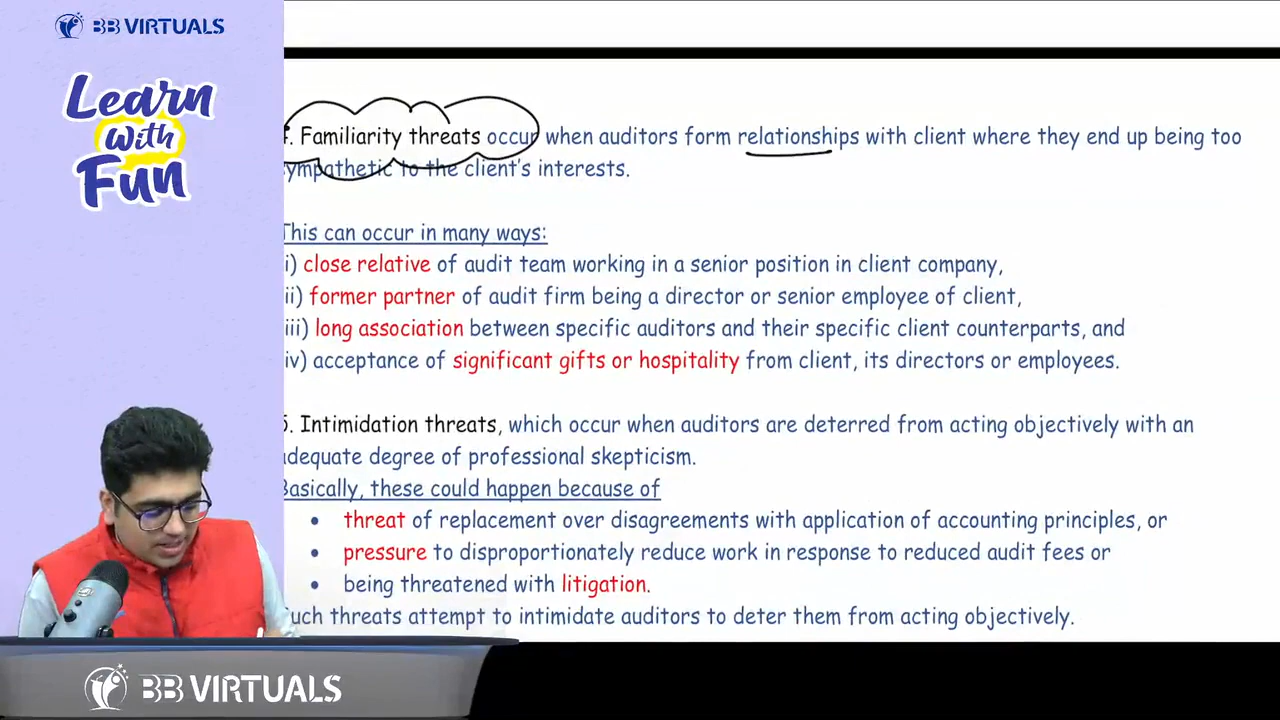 BB VIRTUALS
Learn
With
Fun
. Familiarity threats occur when auditors form relationships with client where they end up being too
ympathetic to the client's interests.
This can occur in many ways:
i) close relative of audit team working in a senior position in client company,
ii) former partner of audit firm being a director or senior employee of client,
iii) long association between specific auditors and their specific client counterparts, and
iv) acceptance of significant gifts or hospitality from client, its directors or employees.
5. Intimidation threats, which occur when auditors are deterred from acting objectively with an
adequate degree of professional skepticism.
Basically, these could happen because of
• threat of replacement over disagreements with application of accounting principles, or
• pressure to disproportionately reduce work in response to reduced audit fees or
• being threatened with litigation.
uch threats attempt to intimidate auditors to deter them from acting objectively.
BB VIRTUALS